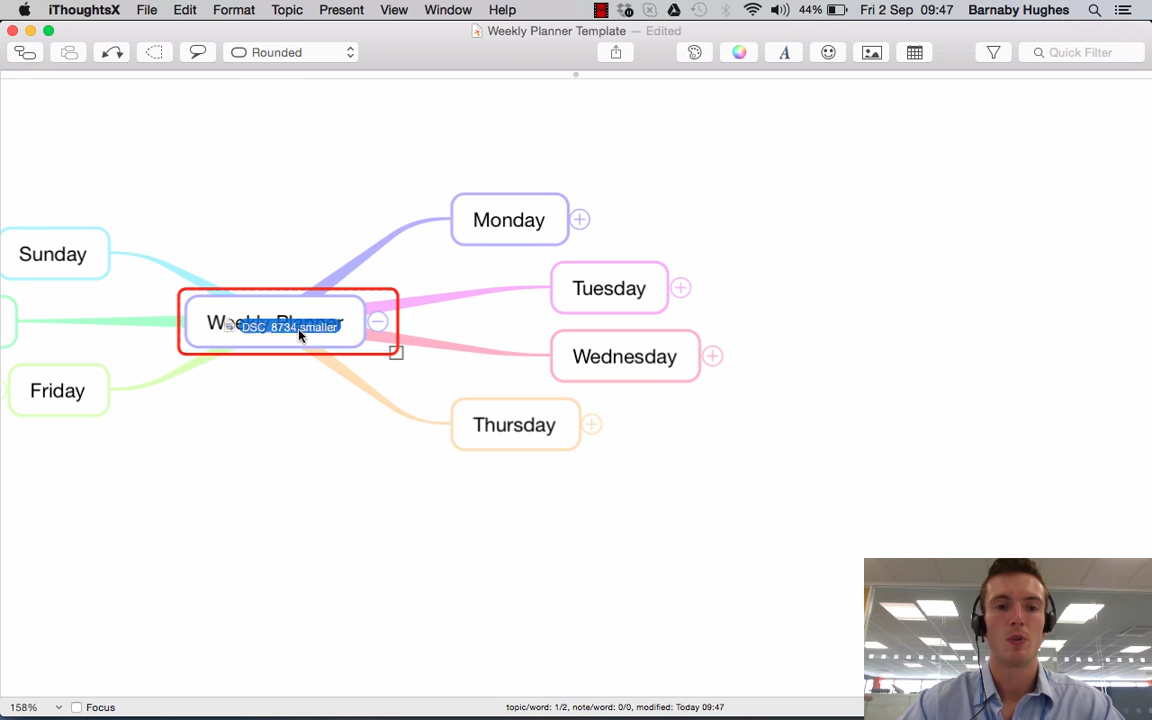 iThoughtsX File Edit Format Topic Present View Window Help 44% Fri 2 Sep 09:47 Barnaby Hughes
Weekly Planner Template — Edited
Rounded
A
Quick Filter
Monday
Sunday
Tuesday
Weekly Planner
DSC_8734 smaller
Wednesday
Friday
Thursday
158% Focus topic/word: 1/2, note/word: 0/0, modified: Today 09:47